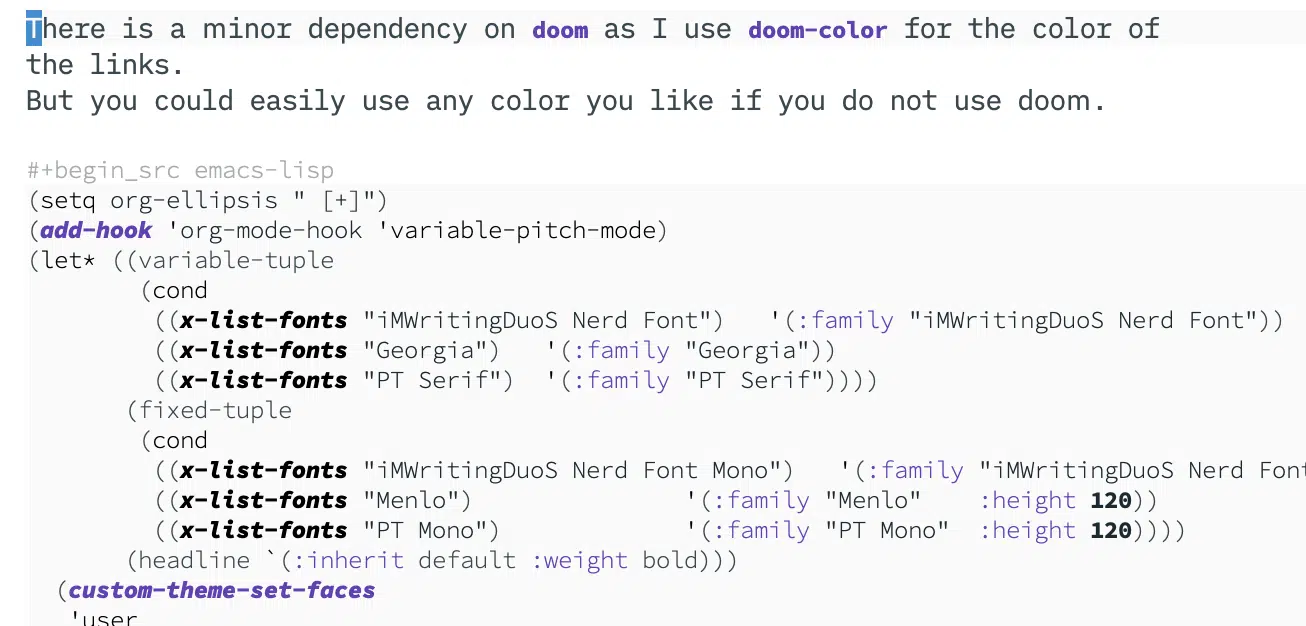 There is a minor dependency on doom as I use doom-color for the color of
the links.
But you could easily use any color you like if you do not use doom.
#+begin_src emacs-lisp
(setq org-ellipsis " [+]")
(add-hook 'org-mode-hook 'variable-pitch-mode)
(let* ((variable-tuple
(cond
((x-list-fonts "iMWritingDuoS Nerd Font")   '(:family "iMWritingDuoS Nerd Font"))
((x-list-fonts "Georgia")   '(:family "Georgia"))
((x-list-fonts "PT Serif")  '(:family "PT Serif"))))
(fixed-tuple
(cond
((x-list-fonts "iMWritingDuoS Nerd Font Mono")   '(:family "iMWritingDuoS Nerd Font
((x-list-fonts "Menlo")               '(:family "Menlo"    :height 120))
((x-list-fonts "PT Mono")             '(:family "PT Mono"  :height 120))))
(headline `(:inherit default :weight bold)))
(custom-theme-set-faces
'user